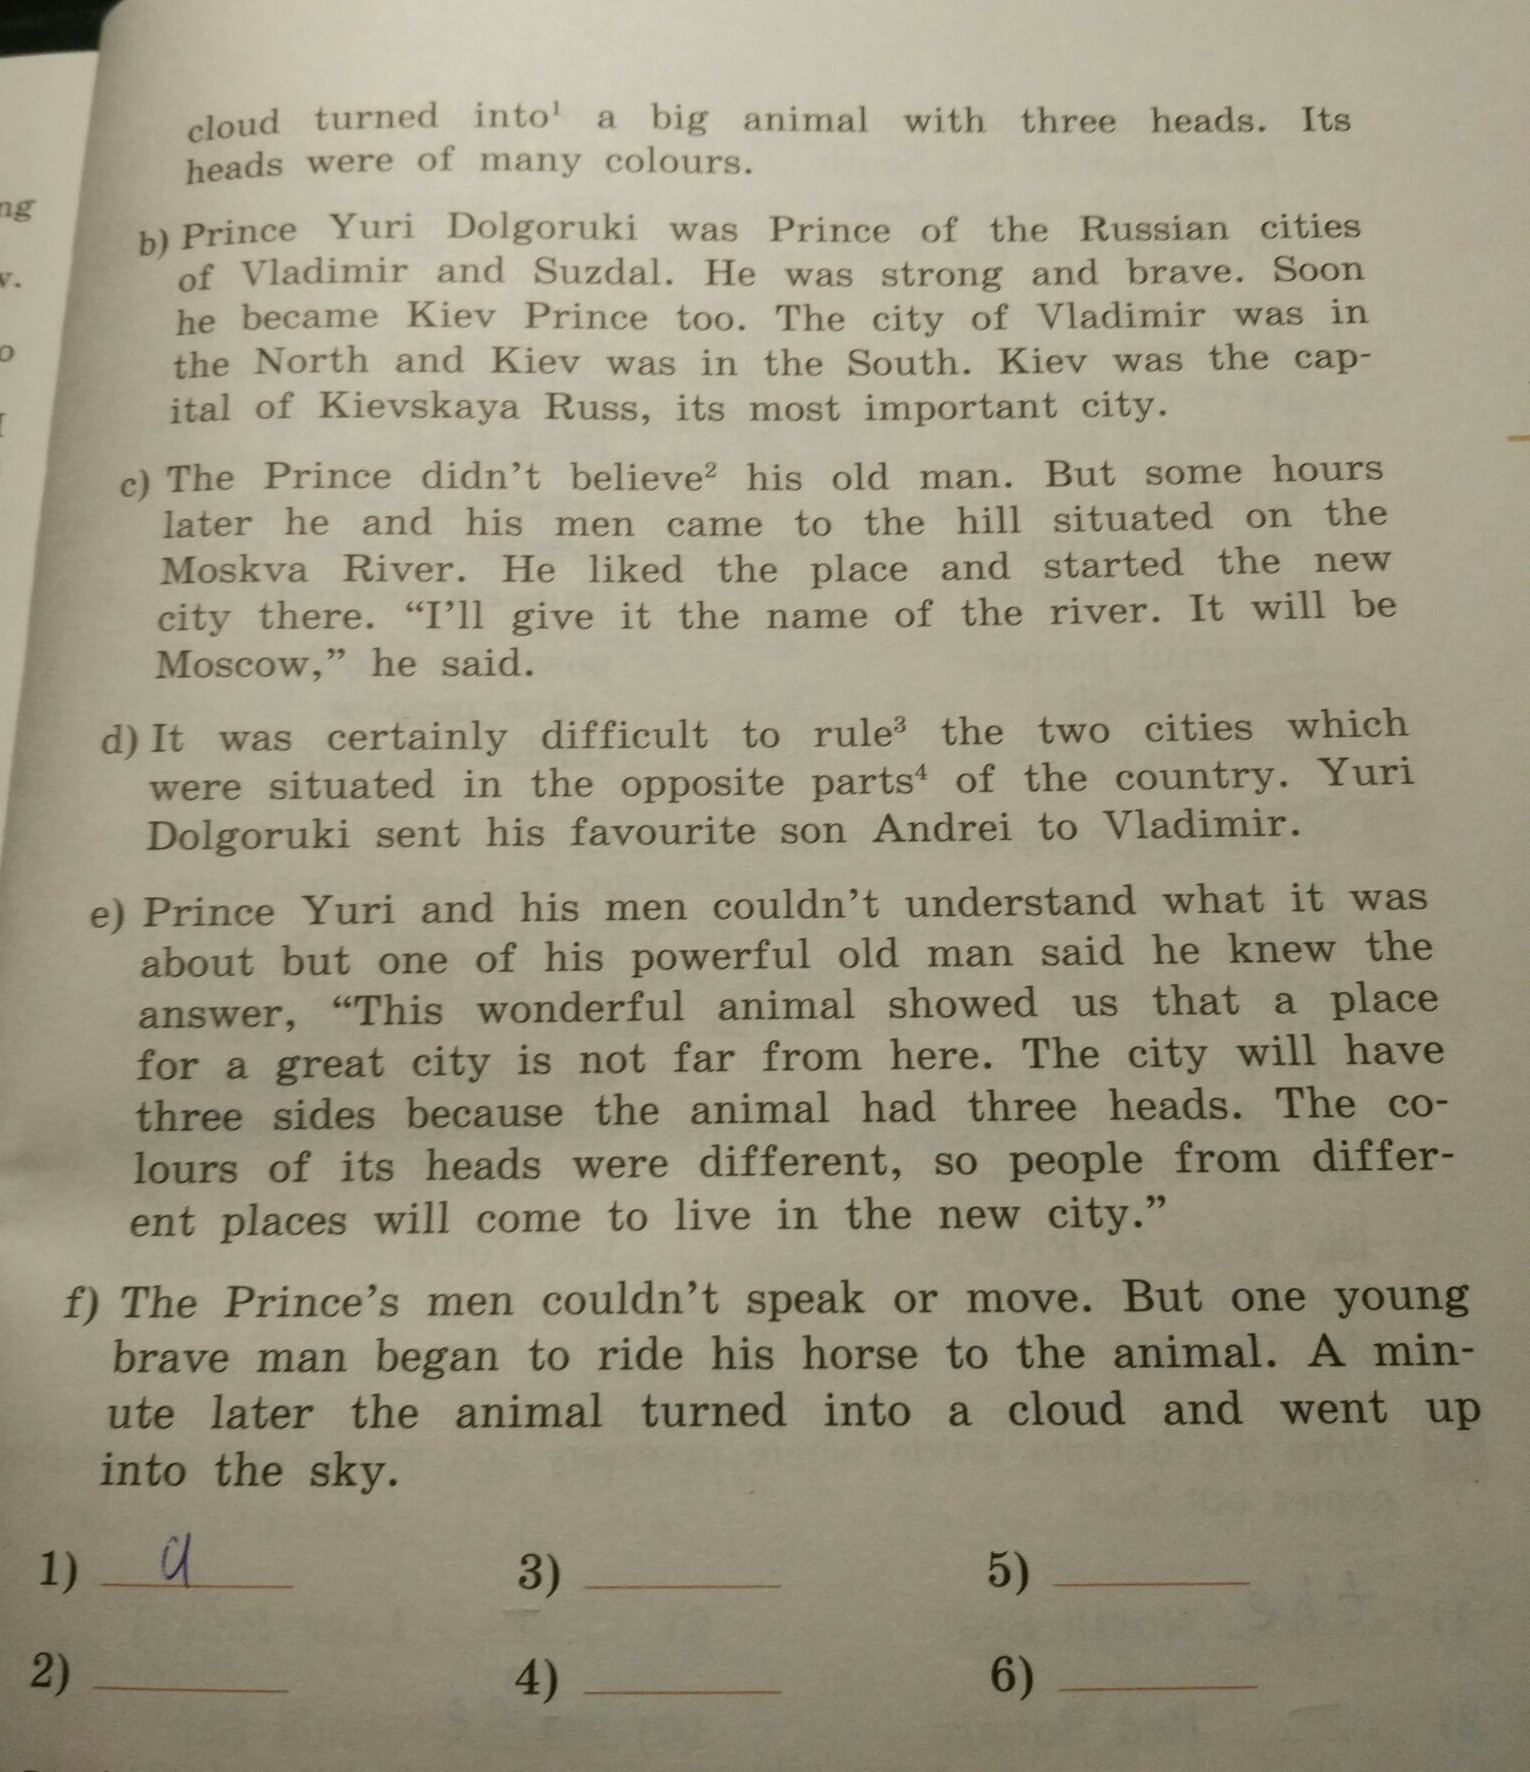 cloud turned into¹ a big animal with three heads. Its
heads were of many colours.
b) Prince Yuri Dolgoruki was Prince of the Russian cities
of Vladimir and Suzdal. He was strong and brave. Soon
he became Kiev Prince too. The city of Vladimir was in
the North and Kiev was in the South. Kiev was the cap-
ital of Kievskaya Russ, its most important city.
c) The Prince didn't believe² his old man. But some hours
later he and his men came to the hill situated on the
Moskva River. He liked the place and started the new
city there. “I'll give it the name of the river. It will be
Moscow,” he said.
d) It was certainly difficult to rule³ the two cities which
were situated in the opposite parts⁴ of the country. Yuri
Dolgoruki sent his favourite son Andrei to Vladimir.
e) Prince Yuri and his men couldn't understand what it was
about but one of his powerful old man said he knew the
answer, “This wonderful animal showed us that a place
for a great city is not far from here. The city will have
three sides because the animal had three heads. The co-
lours of its heads were different, so people from differ-
ent places will come to live in the new city.”
f) The Prince's men couldn't speak or move. But one young
brave man began to ride his horse to the animal. A min-
ute later the animal turned into a cloud and went up
into the sky.
1) a 3) 5)
2) 4) 6)